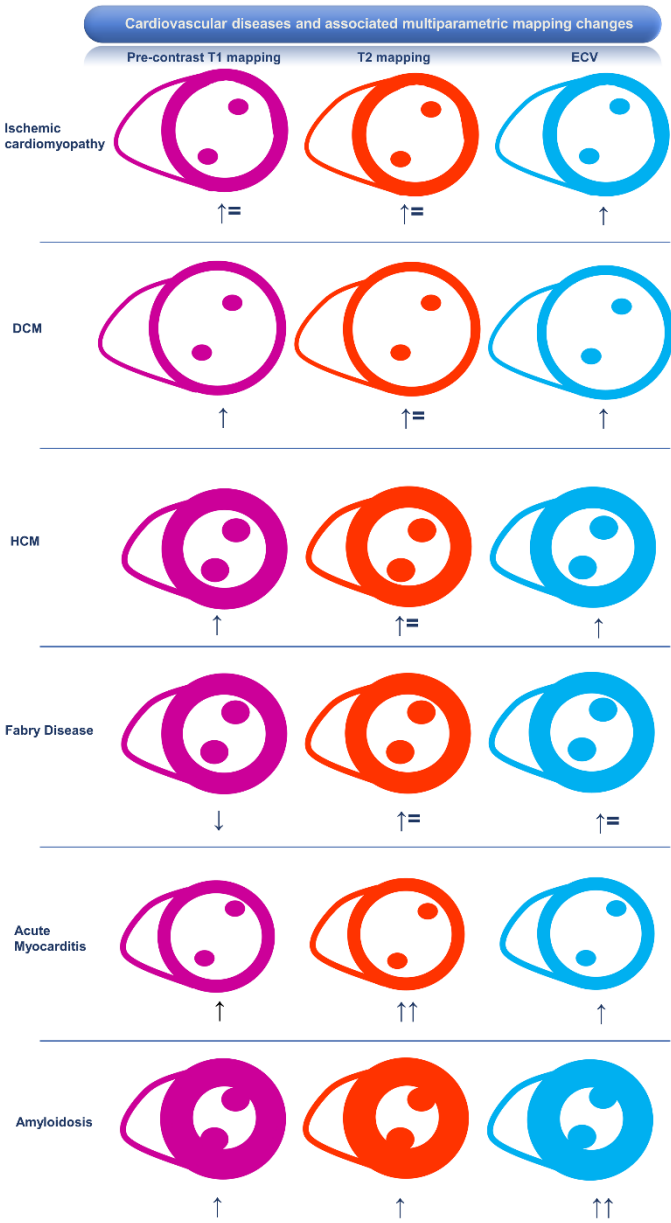 Cardiovascular diseases and associated multiparametric mapping changes
Pre-contrast T1 mapping T2 mapping ECV
Ischemic
cardiomyopathy
↑= ↑= ↑
DCM
↑ ↑= ↑
HCM
↑ ↑= ↑
Fabry Disease
↓ ↑= ↑=
Acute
Myocarditis
↑ ↑↑ ↑
Amyloidosis
↑ ↑ ↑↑